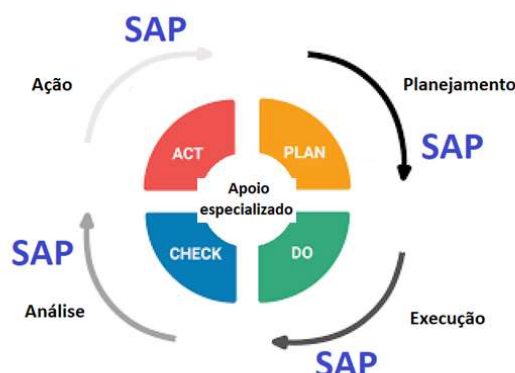 SAP
Ação
Planejamento
ACT
PLAN
SAP
Apoio
especializado
SAP
CHECK
DO
Análise
Execução
SAP